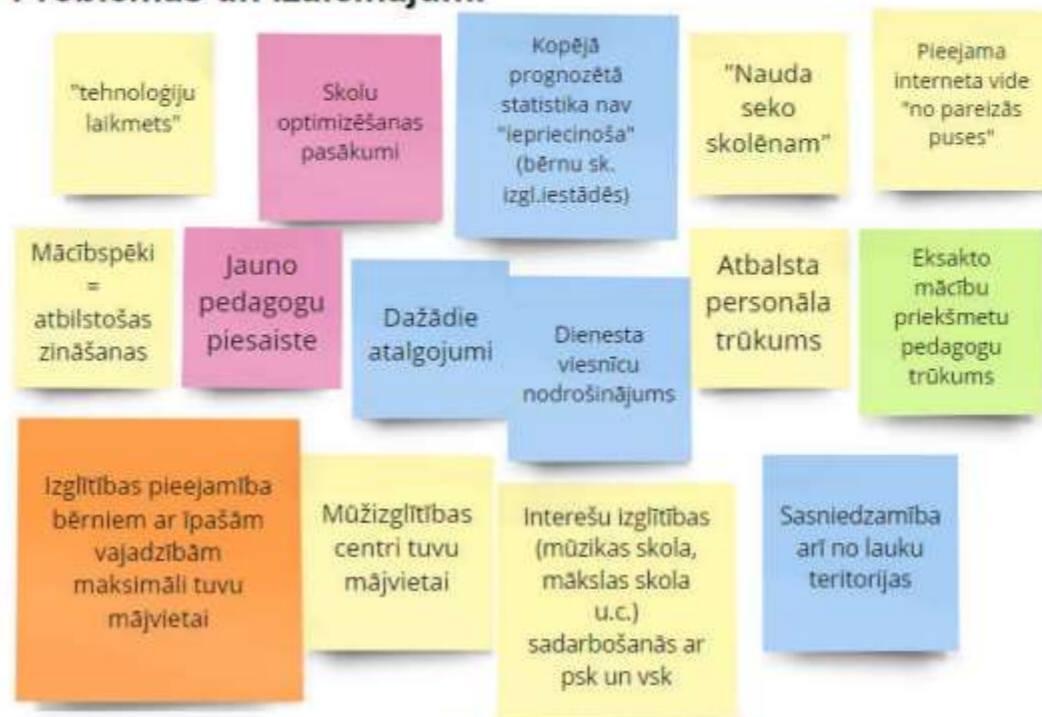 "tehnoloģiju
laikmets"
Skolu
optimizēšanas
pasākumi
Kopējā
prognozētā
statistika nav
"iepriecinoša"
(bērnu sk.
izgl.iestādēs)
"Nauda
seko
skolēnam"
Pieejama
interneta vide
"no pareizās
puses"
Mācībspēki
=
atbilstošas
zināšanas
Jauno
pedagogu
piesaiste
Dažādie
atalgojumi
Dienesta
viesnīcu
nodrošinājums
Atbalsta
personāla
trūkums
Eksakto
mācību
priekšmetu
pedagogu
trūkums
Izglītības pieejamība
bērniem ar īpašām
vajadzībām
maksimāli tuvu
mājvietai
Mūžizglītības
centri tuvu
mājvietai
Interešu izglītības
(mūzikas skola,
mākslas skola
u.c.)
sadarbošanās ar
psk un vsk
Sasniedzamība
arī no lauku
teritorijas